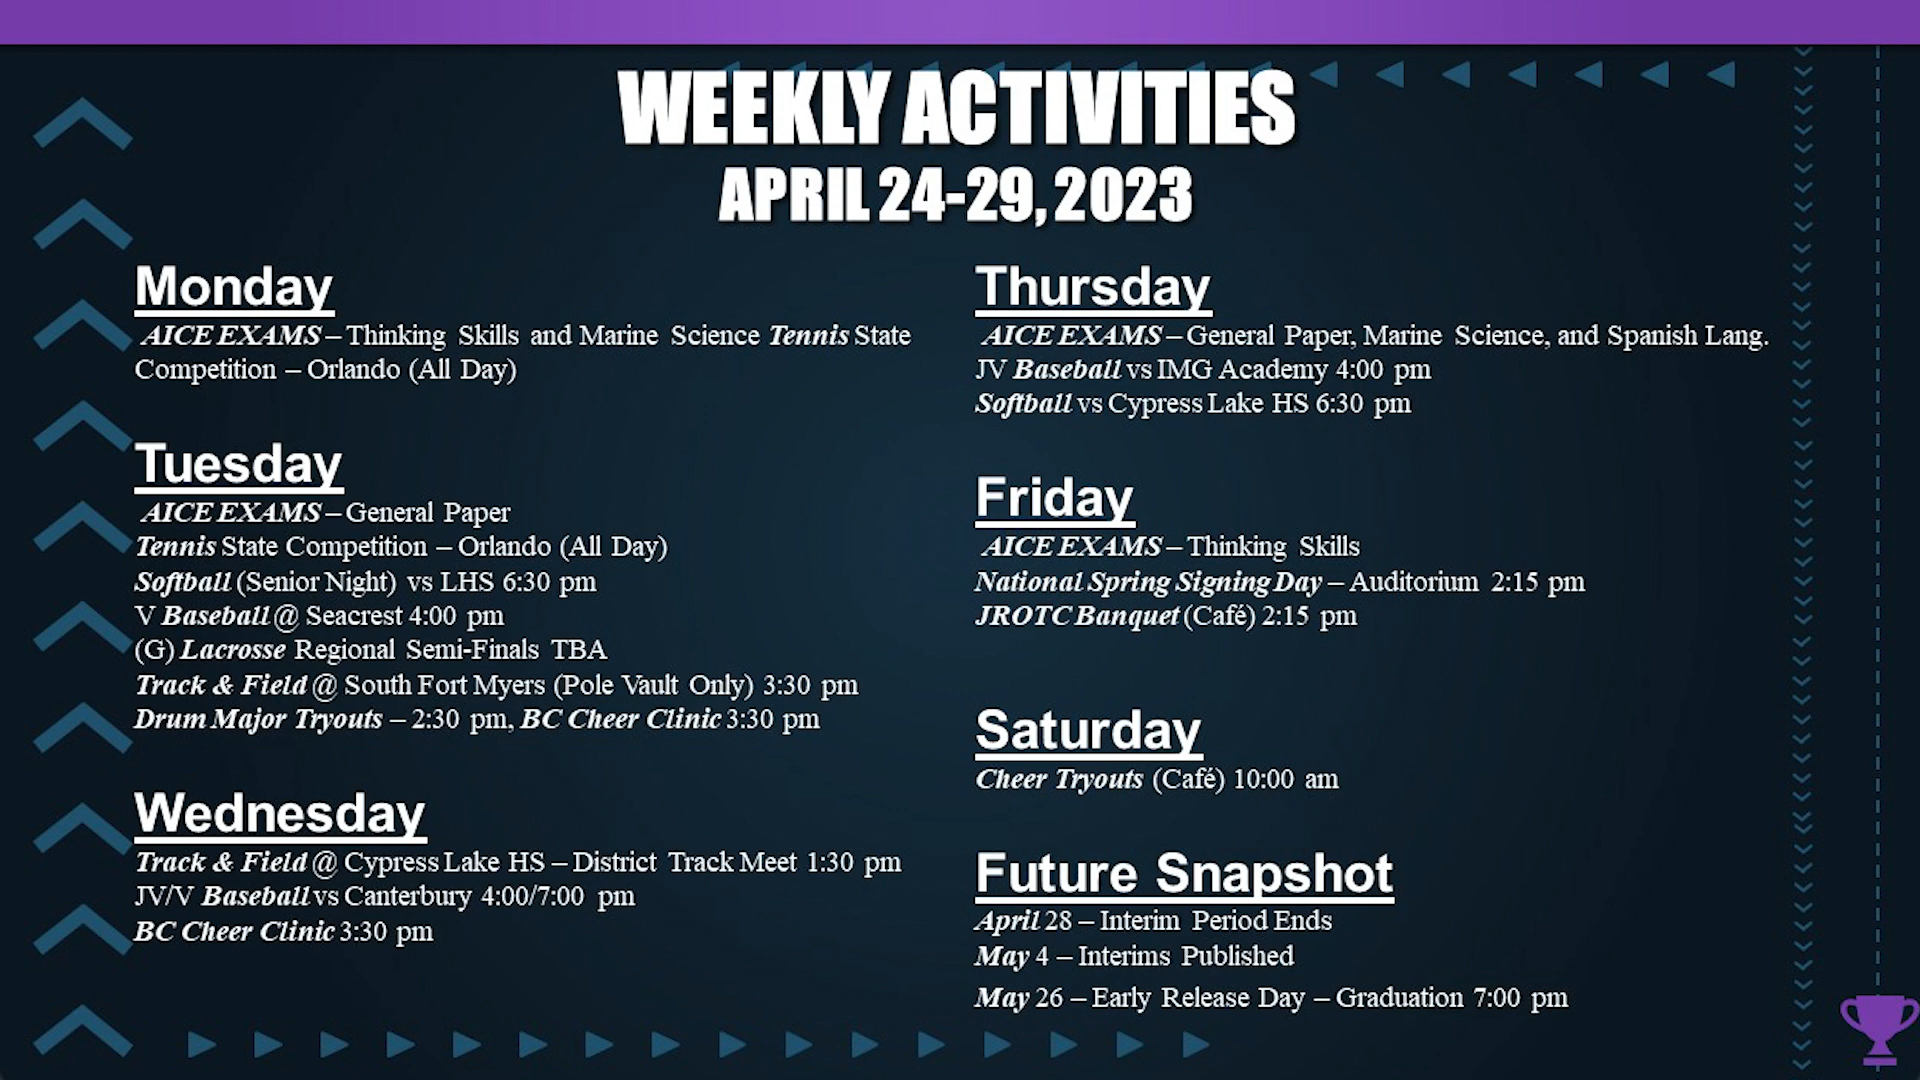 WEEKLY ACTIVITIES
APRIL 24-29, 2023
Monday
AICE EXAMS – Thinking Skills and Marine Science Tennis State
Competition – Orlando (All Day)
Tuesday
AICE EXAMS – General Paper
Tennis State Competition – Orlando (All Day)
Softball (Senior Night) vs LHS 6:30 pm
V Baseball @ Seacrest 4:00 pm
(G) Lacrosse Regional Semi-Finals TBA
Track & Field @ South Fort Myers (Pole Vault Only) 3:30 pm
Drum Major Tryouts – 2:30 pm, BC Cheer Clinic 3:30 pm
Wednesday
Track & Field @ Cypress Lake HS – District Track Meet 1:30 pm
JV/V Baseball vs Canterbury 4:00/7:00 pm
BC Cheer Clinic 3:30 pm
Thursday
AICE EXAMS – General Paper, Marine Science, and Spanish Lang.
JV Baseball vs IMG Academy 4:00 pm
Softball vs Cypress Lake HS 6:30 pm
Friday
AICE EXAMS – Thinking Skills
National Spring Signing Day – Auditorium 2:15 pm
JROTC Banquet (Café) 2:15 pm
Saturday
Cheer Tryouts (Café) 10:00 am
Future Snapshot
April 28 – Interim Period Ends
May 4 – Interims Published
May 26 – Early Release Day – Graduation 7:00 pm